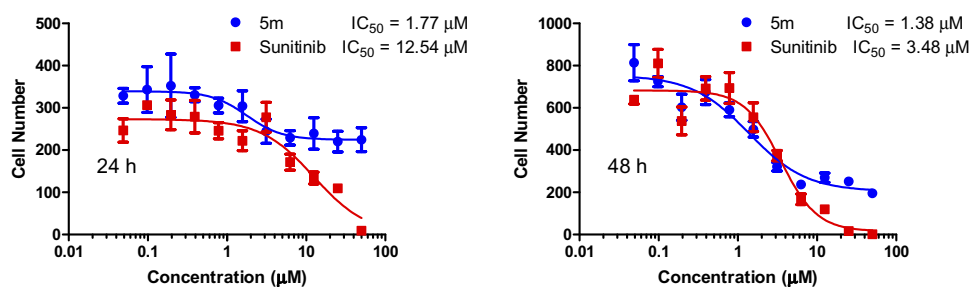 5m IC50 = 1.77 μM
Sunitinib IC50 = 12.54 μM
500
400
300
200
100
0
Cell Number
24 h
0.01 0.1 1 10 100
Concentration (μM)
5m IC50 = 1.38 μM
Sunitinib IC50 = 3.48 μM
1000
800
600
400
200
0
Cell Number
48 h
0.01 0.1 1 10 100
Concentration (μM)